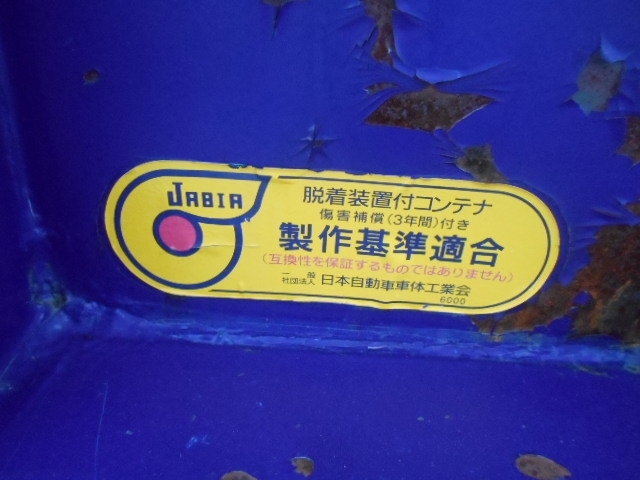 JABIA
脱着装置付コンテナ
傷害補償(3年間)付き
製作基準適合
(互換性を保証するものではありません)
一般社団法人 日本自動車車体工業会
6000